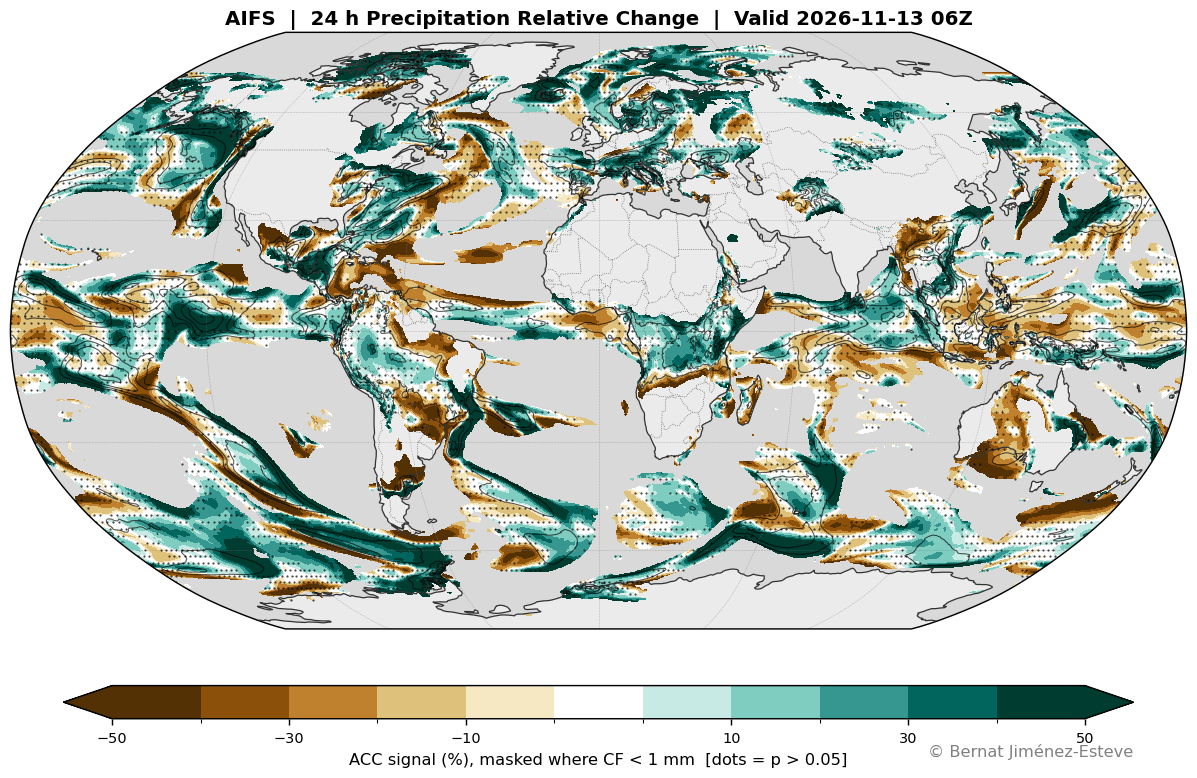 AIFS  |  24 h Precipitation Relative Change  |  Valid 2026-11-13 06Z
−50 −30 −10 10 30 50
© Bernat Jiménez-Esteve
ACC signal (%), masked where CF < 1 mm  [dots = p > 0.05]